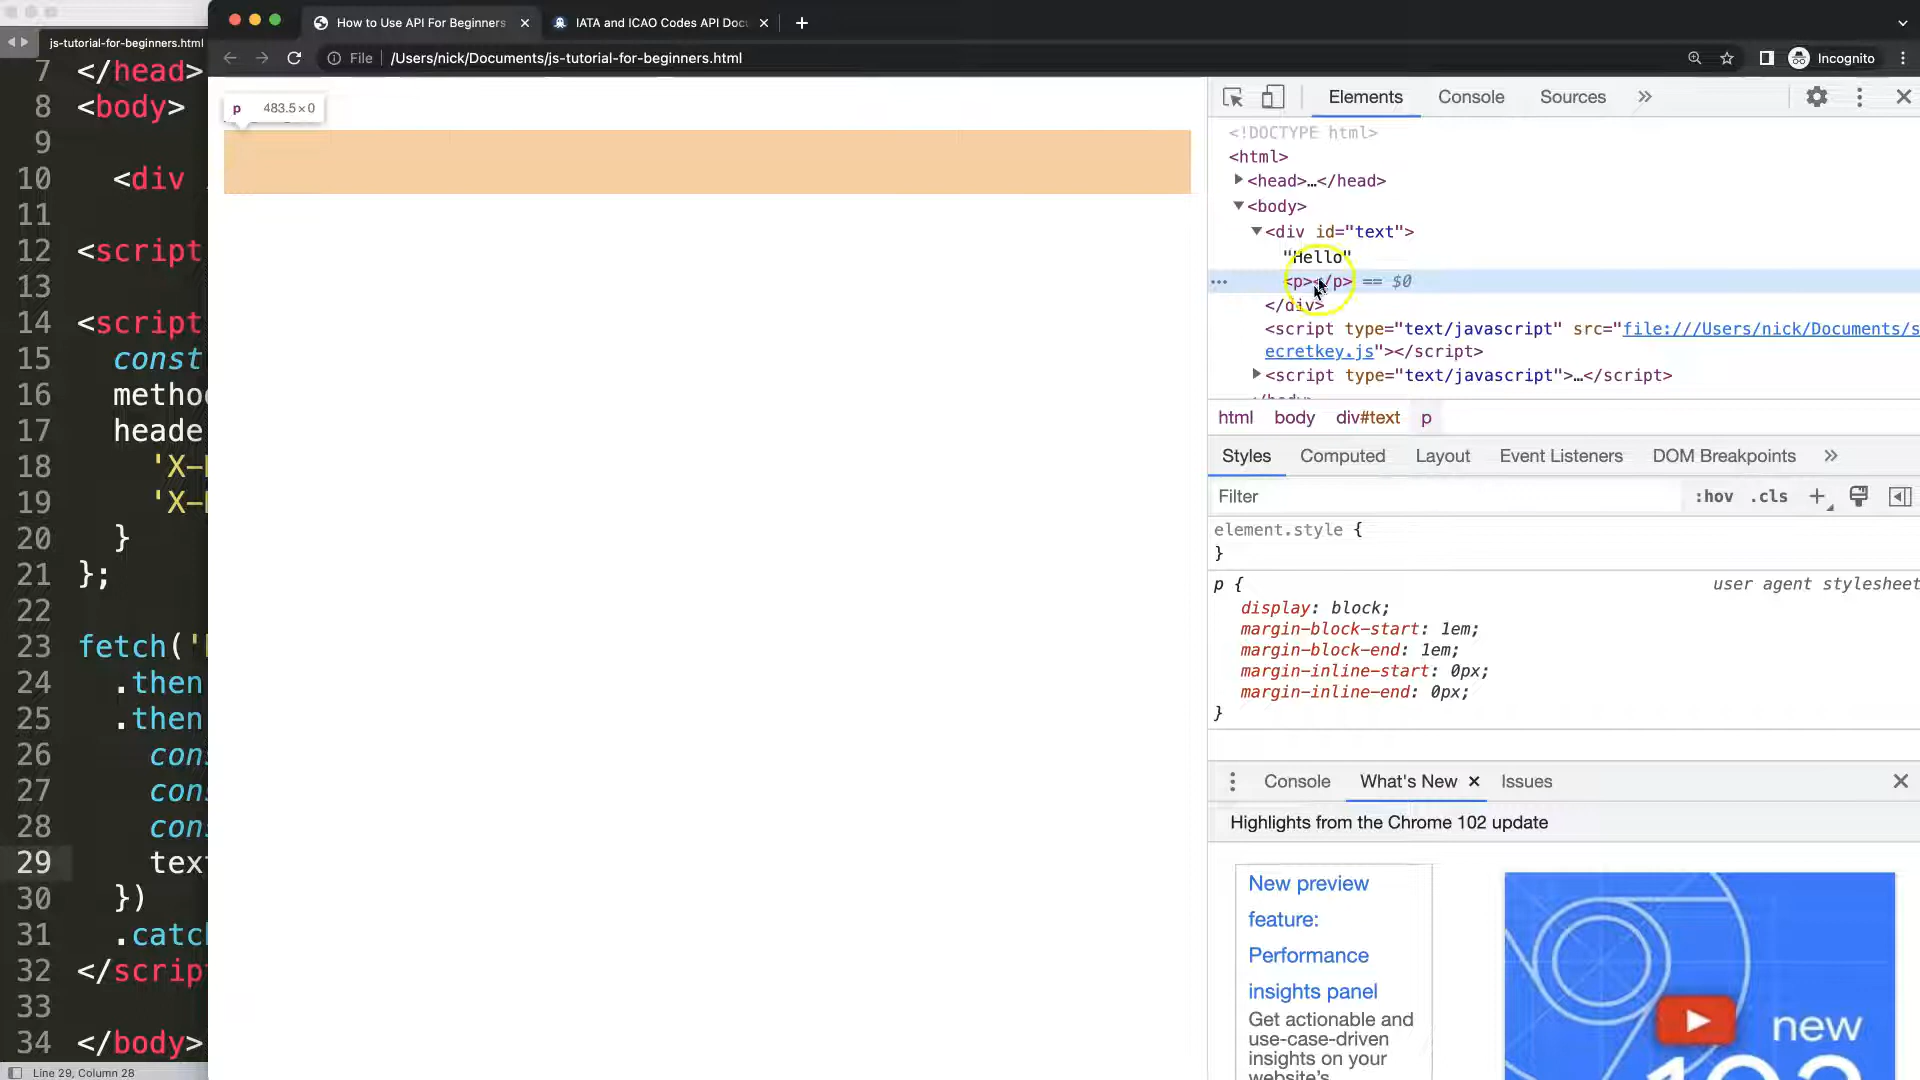 How to Use API For Beginners
IATA and ICAO Codes API Doc
js-tutorial-for-beginners.html
File /Users/nick/Documents/js-tutorial-for-beginners.html
Incognito
7 </head>
8 <body>
9
10 <div
11
12 <script
13
14 <script
15 const
16 metho
17 heade
18 'X-
19 'X-
20 }
21 };
22
23 fetch('
24 .then
25 .then
26 con
27 con
28 con
29 tex
30 })
31 .catc
32 </scrip
33
34 </body>
Line 29, Column 28
p 483.5×0
Elements Console Sources
<!DOCTYPE html>
<html>
<head>…</head>
<body>
<div id="text">
"Hello"
<p></p> == $0
</div>
<script type="text/javascript" src="file:///Users/nick/Documents/s
ecretkey.js"></script>
<script type="text/javascript">…</script>
html body div#text p
Styles Computed Layout Event Listeners DOM Breakpoints
Filter :hov .cls
element.style {
}
p { user agent stylesheet
display: block;
margin-block-start: 1em;
margin-block-end: 1em;
margin-inline-start: 0px;
margin-inline-end: 0px;
}
Console What's New Issues
Highlights from the Chrome 102 update
New preview
feature:
Performance
insights panel
Get actionable and
use-case-driven
insights on your
website's
new
102